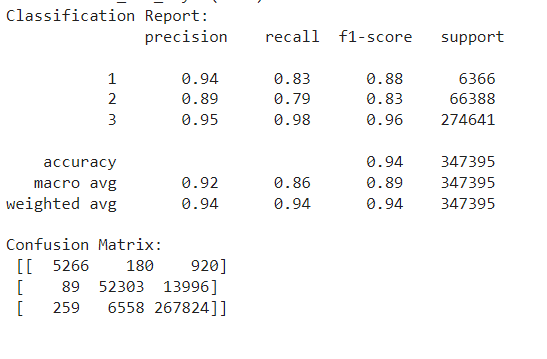 Classification Report:
precision recall f1-score support
1 0.94 0.83 0.88 6366
2 0.89 0.79 0.83 66388
3 0.95 0.98 0.96 274641
accuracy 0.94 347395
macro avg 0.92 0.86 0.89 347395
weighted avg 0.94 0.94 0.94 347395
Confusion Matrix:
[[ 5266 180 920]
[ 89 52303 13996]
[ 259 6558 267824]]